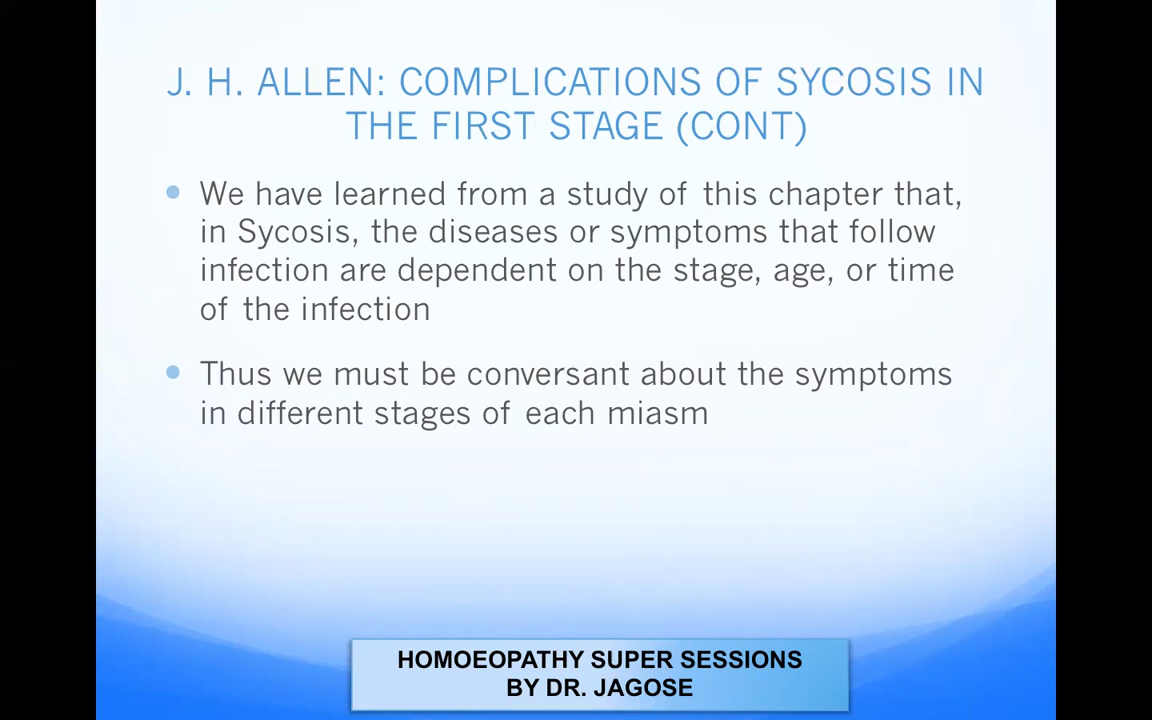 J. H. ALLEN: COMPLICATIONS OF SYCOSIS IN
THE FIRST STAGE (CONT)
We have learned from a study of this chapter that,
in Sycosis, the diseases or symptoms that follow
infection are dependent on the stage, age, or time
of the infection
Thus we must be conversant about the symptoms
in different stages of each miasm
HOMOEOPATHY SUPER SESSIONS
BY DR. JAGOSE